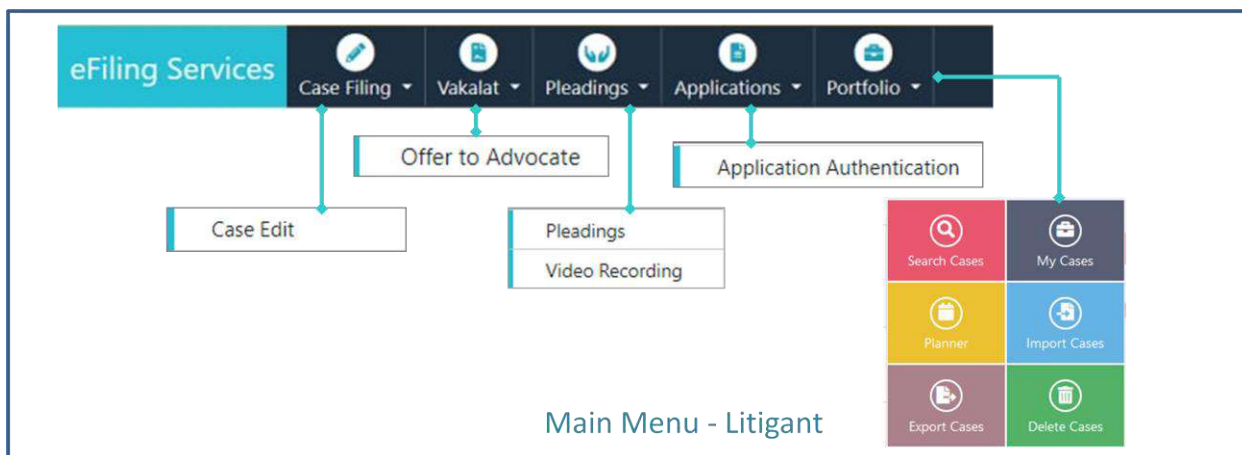 eFiling Services
Case Filing
Vakalat
Pleadings
Applications
Portfolio
Offer to Advocate
Application Authentication
Case Edit
Pleadings
Video Recording
Search Cases
My Cases
Planner
Import Cases
Export Cases
Delete Cases
Main Menu - Litigant